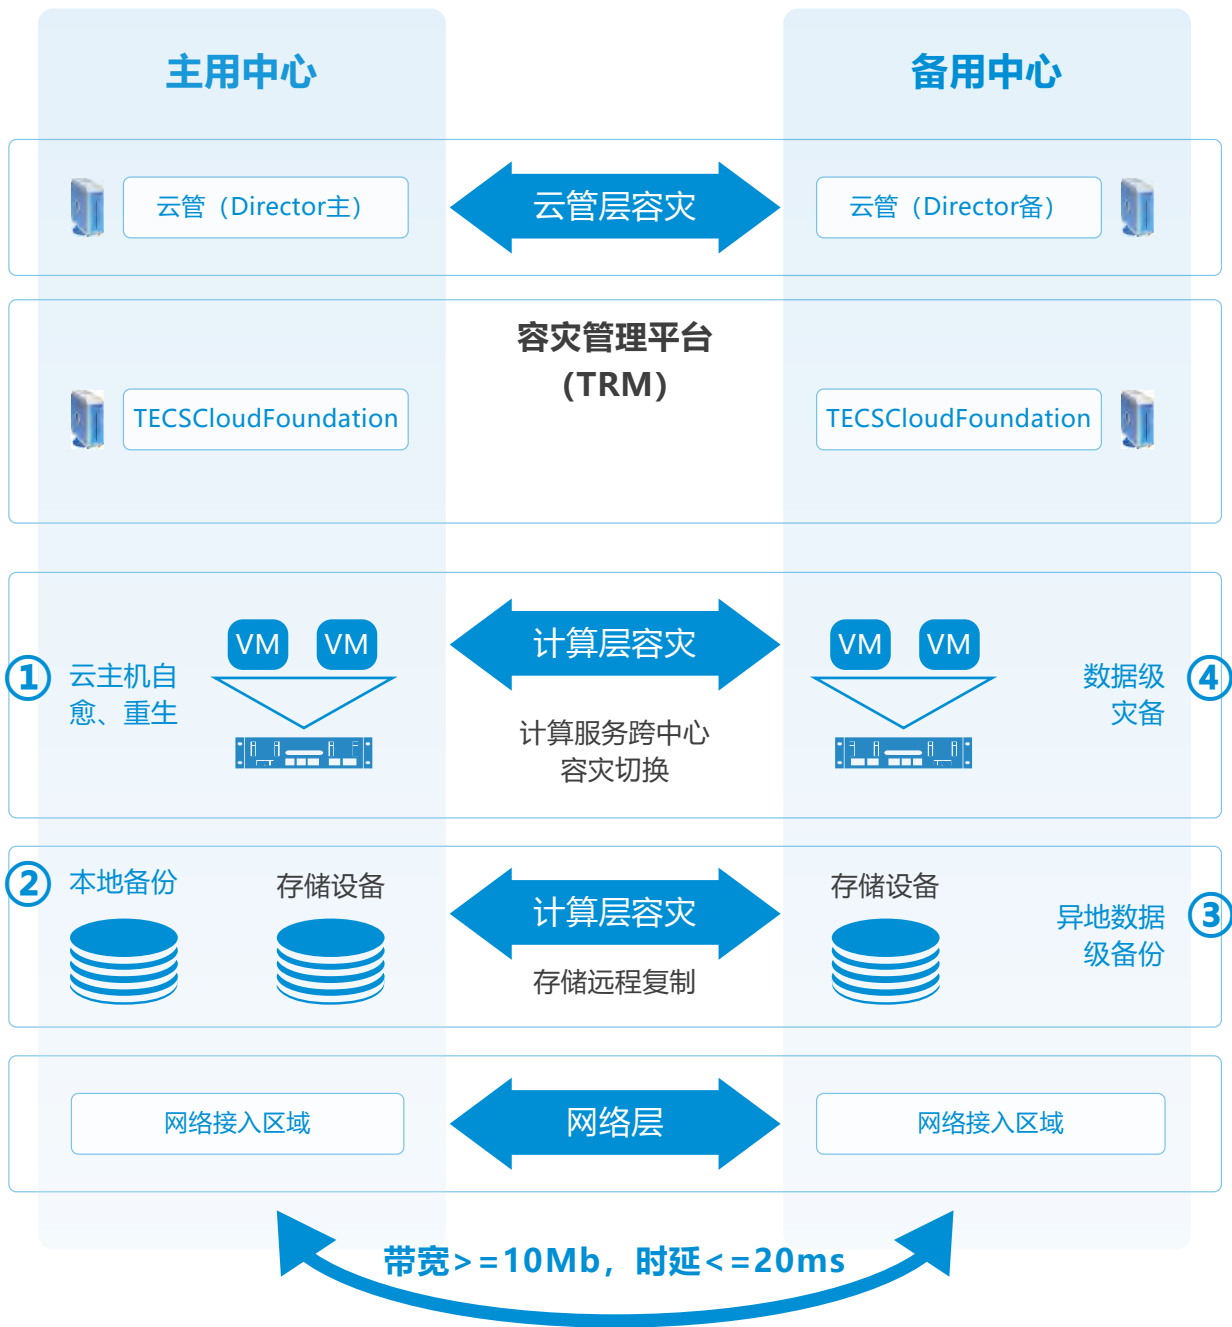 主用中心
备用中心
云管（Director主）
云管层容灾
云管（Director备）
容灾管理平台
（TRM）
TECSCloudFoundation
TECSCloudFoundation
VM
VM
计算层容灾
VM
VM
①
云主机自
愈、重生
计算服务跨中心
容灾切换
数据级
灾备
④
②
本地备份
存储设备
计算层容灾
存储远程复制
存储设备
异地数据
级备份
③
网络接入区域
网络层
网络接入区域
带宽>=10Mb，时延<=20ms